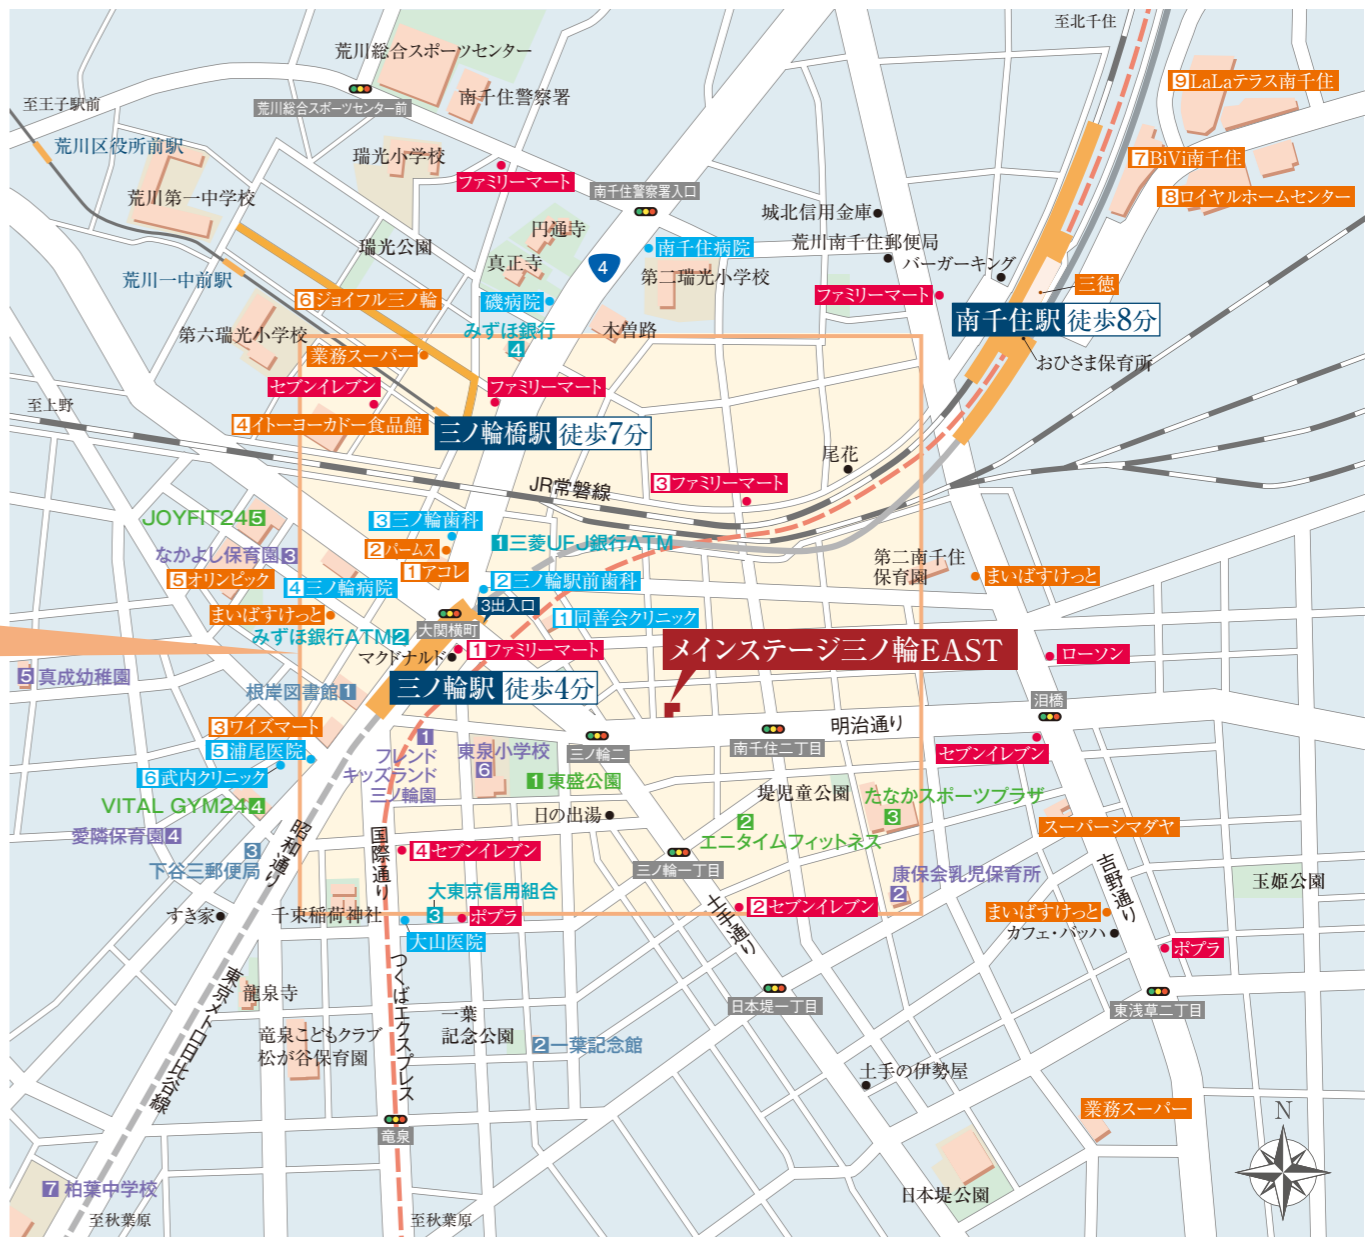 至北千住
荒川総合スポーツセンター
9 LaLaテラス南千住
南千住警察署
荒川総合スポーツセンター前
至王子駅前
荒川区役所前駅
瑞光小学校
7 BiVi南千住
ファミリーマート
南千住警察署入口
荒川第一中学校
8 ロイヤルホームセンター
城北信用金庫
円通寺
瑞光公園
南千住病院
荒川南千住郵便局
真正寺
4
第二瑞光小学校
バーガーキング
荒川一中前駅
三徳
6 ジョイフル三ノ輪
磯病院
ファミリーマート
南千住駅 徒歩8分
第六瑞光小学校
みずほ銀行
4
木曽路
業務スーパー
おひさま保育所
セブンイレブン
ファミリーマート
至上野
4 イトーヨーカドー食品館
三ノ輪橋駅 徒歩7分
尾花
JR常磐線
3 ファミリーマート
JOYFIT24 5
3 三ノ輪歯科
1 三菱UFJ銀行ATM
なかよし保育園 3
2 パームス
第二南千住
保育園
5 オリンピック
4 三ノ輪病院
1 アコレ
2 三ノ輪駅前歯科
まいばすけっと
まいばすけっと
3出入口
1 同善会クリニック
みずほ銀行ATM 2
大関横町
マクドナルド
1 ファミリーマート
メインステージ三ノ輪EAST
ローソン
5 真成幼稚園
根岸図書館 1
三ノ輪駅 徒歩4分
泪橋
3 ワイズマート
明治通り
5 浦尾医院
1
フレンド
キッズランド
三ノ輪園
東泉小学校
6
三ノ輪二
南千住二丁目
セブンイレブン
6 武内クリニック
1 東盛公園
堤児童公園
たなかスポーツプラザ
3
VITAL GYM24 4
日の出湯
2
エニタイムフィットネス
スーパーシマダヤ
愛隣保育園 4
昭和通り
国際通り
3
下谷三郵便局
4 セブンイレブン
三ノ輪一丁目
康保会乳児保育所
2
吉野通り
玉姫公園
大東京信用組合
3
すき家
千束稲荷神社
ポプラ
土手通り
2 セブンイレブン
まいばすけっと
カフェ・バッハ
大山医院
ポプラ
東京メトロ日比谷線
つくばエクスプレス
龍泉寺
日本堤一丁目
東浅草二丁目
一葉
記念公園
竜泉こどもクラブ
松が谷保育園
2 一葉記念館
土手の伊勢屋
業務スーパー
N
竜泉
7 柏葉中学校
日本堤公園
至秋葉原
至秋葉原